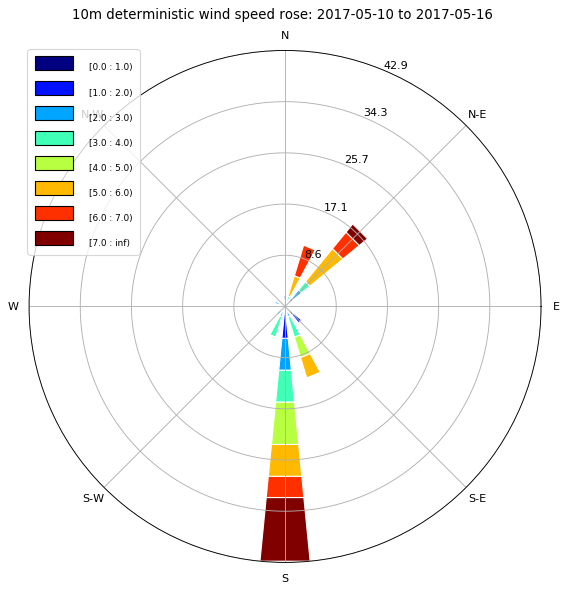 10m deterministic wind speed rose: 2017-05-10 to 2017-05-16
N
42.9
[0.0 : 1.0)
[1.0 : 2.0)
34.3
N-W
N-E
[2.0 : 3.0)
[3.0 : 4.0)
25.7
[4.0 : 5.0)
[5.0 : 6.0)
17.1
[6.0 : 7.0)
[7.0 : inf)
8.6
W
E
S-W
S-E
S